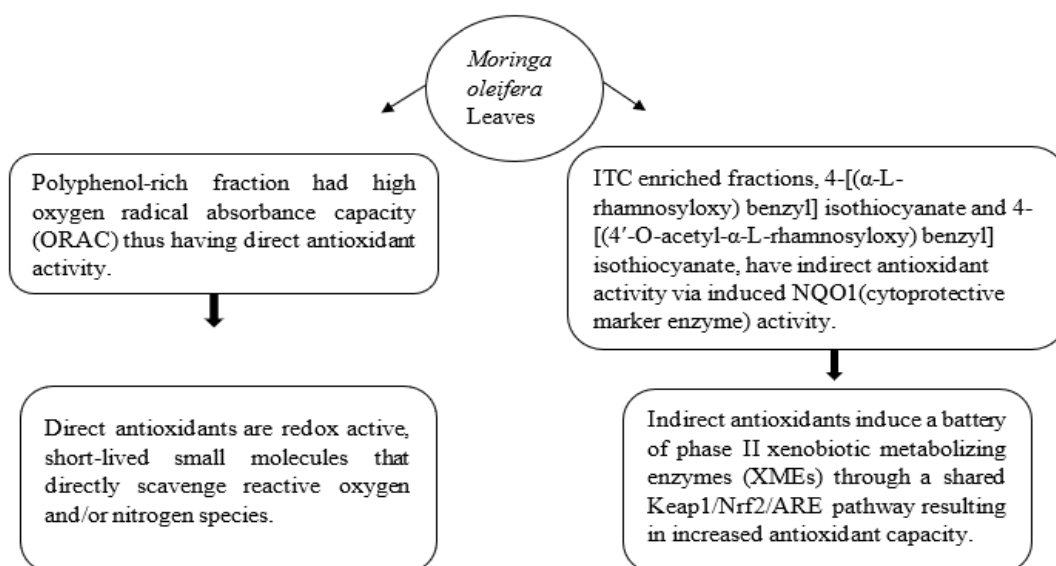 Moringa
oleifera
Leaves
Polyphenol-rich fraction had high
oxygen radical absorbance capacity
(ORAC) thus having direct antioxidant
activity.
ITC enriched fractions, 4-[(α-L-
rhamnosyloxy) benzyl] isothiocyanate and 4-
[(4′-O-acetyl-α-L-rhamnosyloxy) benzyl]
isothiocyanate, have indirect antioxidant
activity via induced NQO1(cytoprotective
marker enzyme) activity.
Direct antioxidants are redox active,
short-lived small molecules that
directly scavenge reactive oxygen
and/or nitrogen species.
Indirect antioxidants induce a battery
of phase II xenobiotic metabolizing
enzymes (XMEs) through a shared
Keap1/Nrf2/ARE pathway resulting
in increased antioxidant capacity.